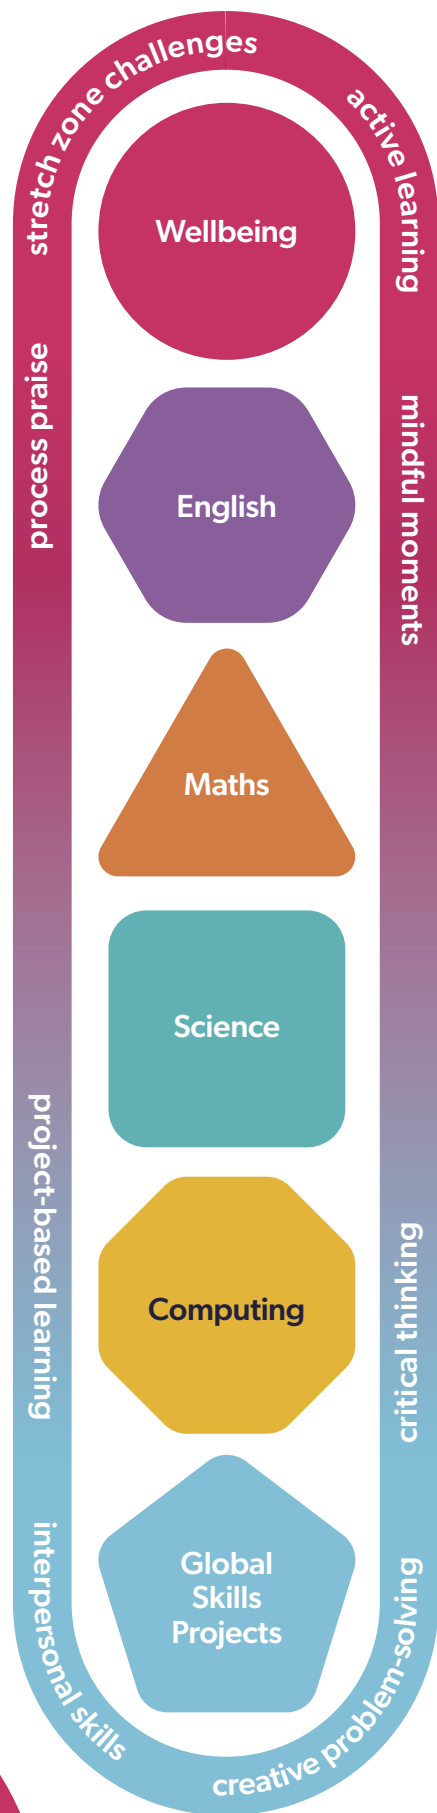 stretch zone challenges
active learning
Wellbeing
process praise
mindful moments
English
Maths
Science
project-based learning
critical thinking
Computing
Global
Skills
Projects
interpersonal skills
creative problem-solving